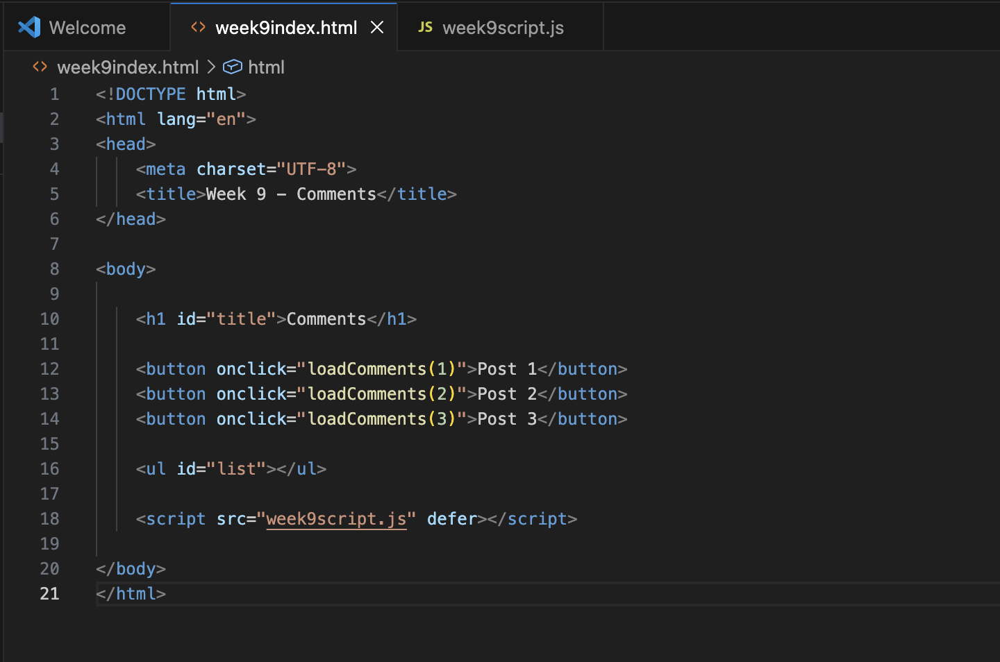 Welcome week9index.html JS week9script.js
week9index.html > html
1 <!DOCTYPE html>
2 <html lang="en">
3 <head>
4 <meta charset="UTF-8">
5 <title>Week 9 - Comments</title>
6 </head>
7
8 <body>
9
10 <h1 id="title">Comments</h1>
11
12 <button onclick="loadComments(1)">Post 1</button>
13 <button onclick="loadComments(2)">Post 2</button>
14 <button onclick="loadComments(3)">Post 3</button>
15
16 <ul id="list"></ul>
17
18 <script src="week9script.js" defer></script>
19
20 </body>
21 </html>